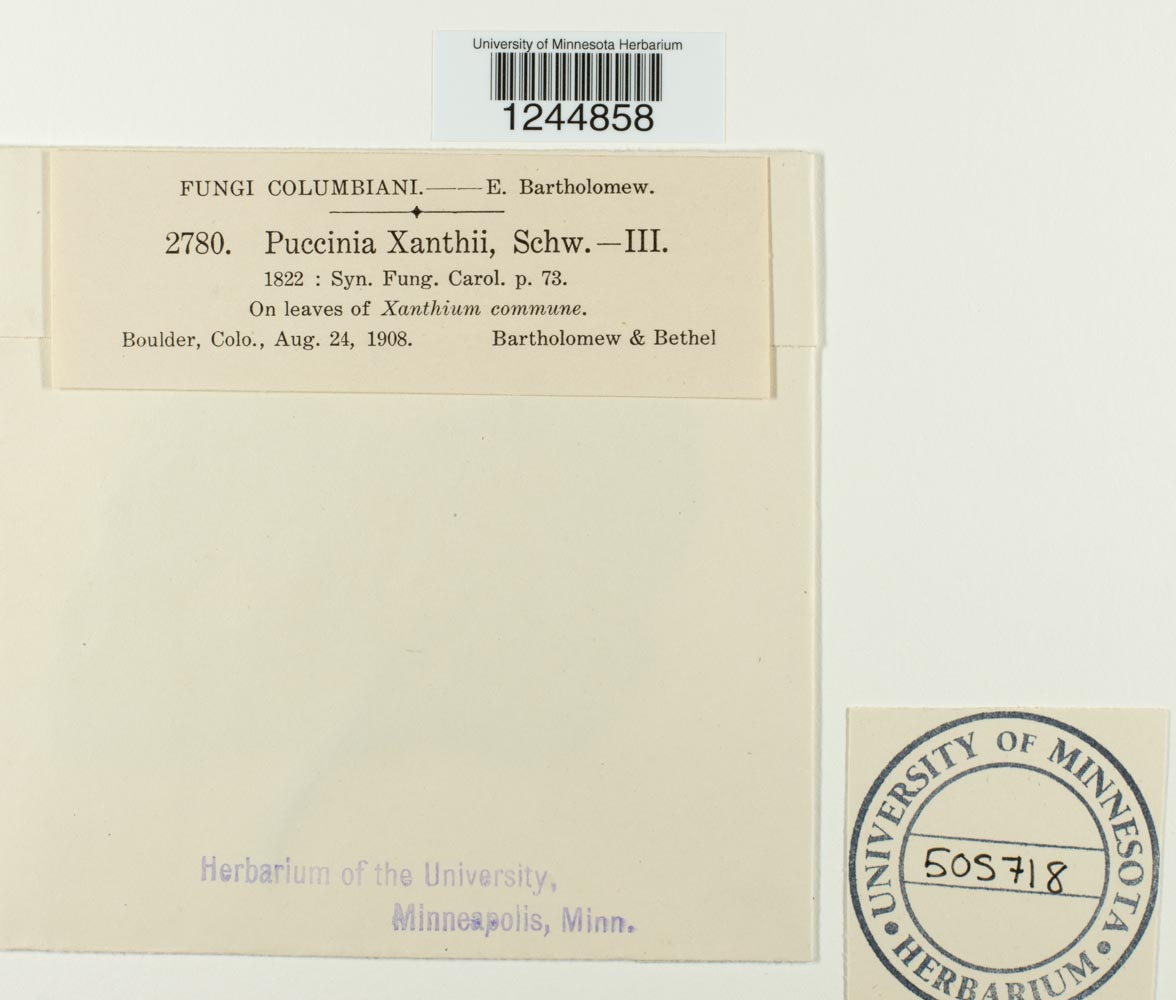 University of Minnesota Herbarium
1244858
FUNGI COLUMBIANI.——E. Bartholomew.
2780. Puccinia Xanthii, Schw.—III.
1822 : Syn. Fung. Carol. p. 73.
On leaves of Xanthium commune.
Boulder, Colo., Aug. 24, 1908. Bartholomew & Bethel
Herbarium of the University,
Minneapolis, Minn.
UNIVERSITY OF MINNESOTA
505718
• HERBARIUM •